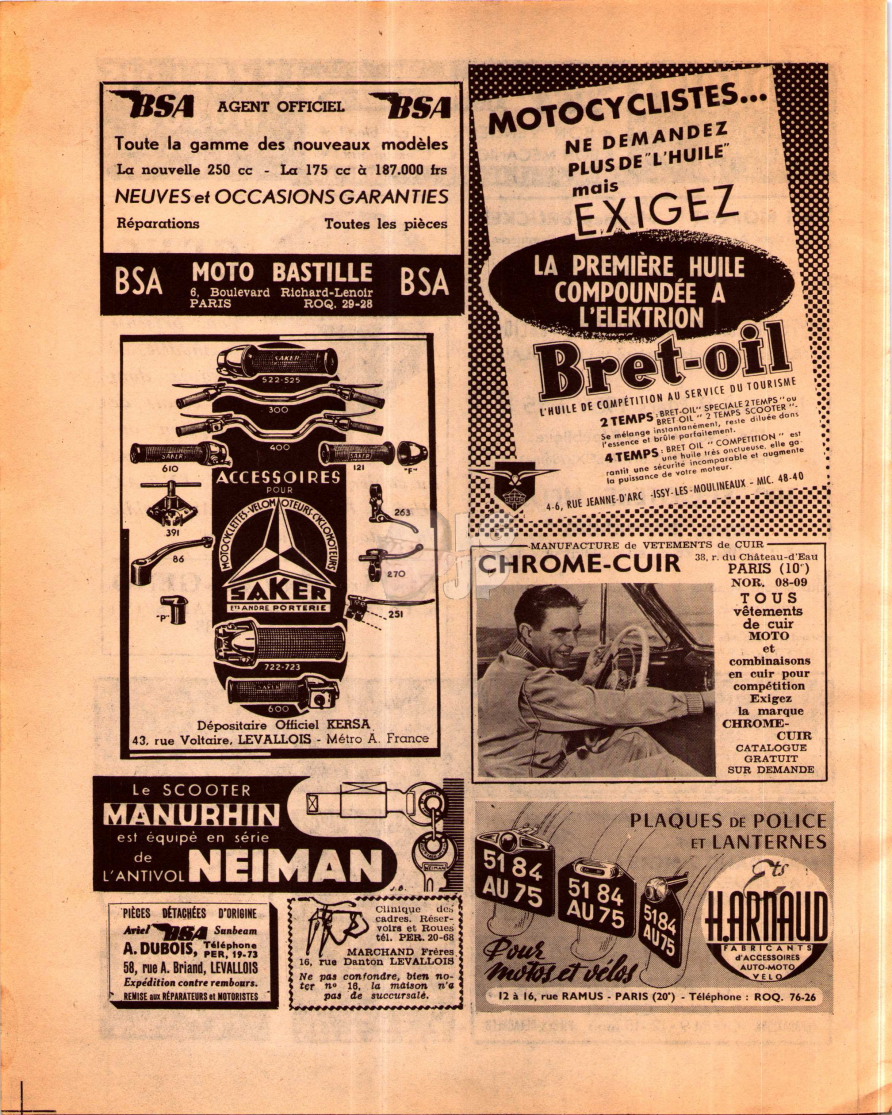 BSA AGENT OFFICIEL BSA
Toute la gamme des nouveaux modèles
La nouvelle 250 cc - La 175 cc à 187.000 frs
NEUVES et OCCASIONS GARANTIES
Réparations Toutes les pièces
BSA MOTO BASTILLE BSA
6, Boulevard Richard-Lenoir
PARIS ROQ. 29-28
MOTOCYCLISTES...
NE DEMANDEZ
PLUS DE "L'HUILE"
mais
EXIGEZ
LA PREMIÈRE HUILE
COMPOUNDÉE A
L'ELEKTRION
Bret-oil
L'HUILE DE COMPÉTITION AU SERVICE DU TOURISME
2 TEMPS : BRET-OIL" SPECIALE 2 TEMPS" ou
BRET OIL " 2 TEMPS SCOOTER".
Se mélange instantanément, reste diluée dans
l'essence et brûle parfaitement.
4 TEMPS : BRET OIL " COMPÉTITION " est
une huile très onctueuse, elle ga-
rantit une sécurité incomparable et augmente
la puissance de votre moteur.
4-6, RUE JEANNE-D'ARC -ISSY-LES-MOULINEAUX - MIC. 48-40
SAKER
522-525
300
400
SAKER
610
SAKER
121
"F"
ACCESSOIRES
POUR
MOTOCYCLETTES-VELOMOTEURS-CYCLOMOTEURS
391
263
86
270
SAKER
ETS ANDRE PORTERIE
"P"
251
722-723
SAKER
600
Dépositaire Officiel KERSA
43, rue Voltaire, LEVALLOIS - Métro A. France
MANUFACTURE de VETEMENTS de CUIR
CHROME-CUIR 38, r. du Château-d'Eau
PARIS (10e)
NOR. 08-09
TOUS
vêtements
de cuir
MOTO
et
combinaisons
en cuir pour
compétition
Exigez
la marque
CHROME-
CUIR
CATALOGUE
GRATUIT
SUR DEMANDE
Le SCOOTER
MANURHIN
est équipé en série
de
L'ANTIVOL NEIMAN
NEIMAN
J.B.
PIÈCES DÉTACHÉES D'ORIGINE
Ariel BSA Sunbeam
A. DUBOIS, Téléphone
PER. 19-73
58, rue A. Briand, LEVALLOIS
Expédition contre rembours.
REMISE aux RÉPARATEURS et MOTORISTES
Clinique des
cadres. Réser-
voirs et Roues
tél. PER. 20-68
MARCHAND Frères
16, rue Danton LEVALLOIS
Ne pas confondre, bien no-
ter n° 16, la maison n'a
pas de succursale.
PLAQUES DE POLICE
ET LANTERNES
51 84
AU 75
51 84
AU 75
5184
AU75
Ets
H. ARNAUD
FABRICANTS
d'ACCESSOIRES
AUTO-MOTO
VELO
Pour
motos et vélos
12 à 16, rue RAMUS - PARIS (20e) - Téléphone : ROQ. 76-26